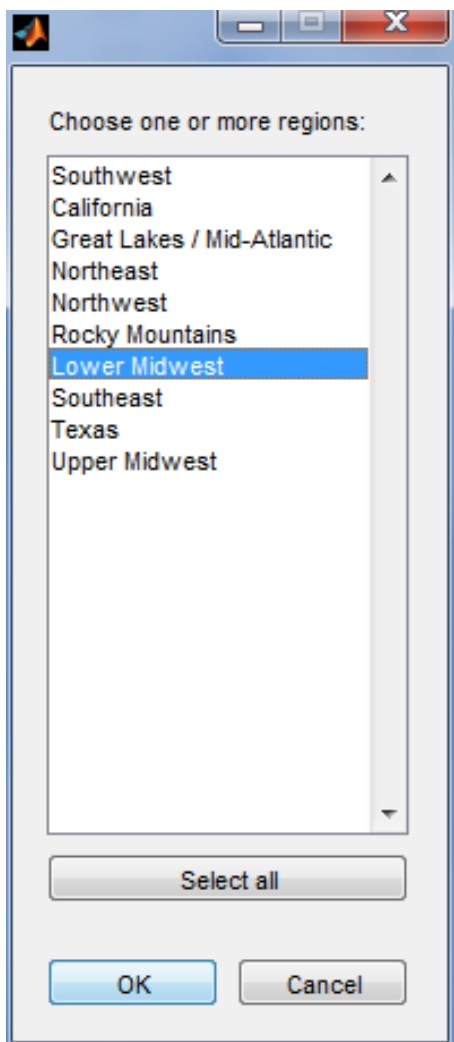 Choose one or more regions:
Southwest
California
Great Lakes / Mid-Atlantic
Northeast
Northwest
Rocky Mountains
Lower Midwest
Southeast
Texas
Upper Midwest
Select all
OK
Cancel